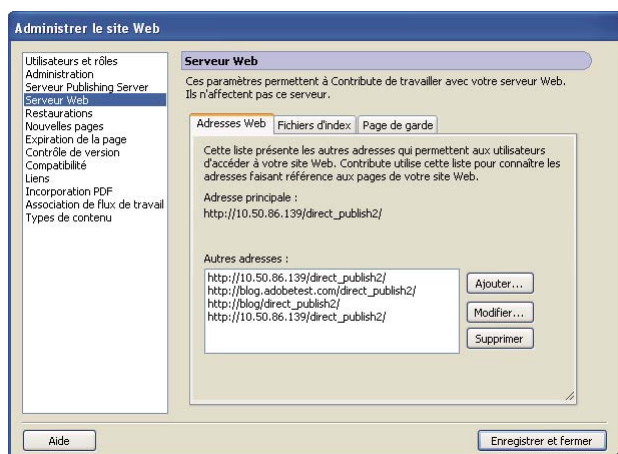 Administrer le site Web
Utilisateurs et rôles
Administration
Serveur Publishing Server
Serveur Web
Restaurations
Nouvelles pages
Expiration de la page
Contrôle de version
Compatibilité
Liens
Incorporation PDF
Association de flux de travail
Types de contenu
Serveur Web
Ces paramètres permettent à Contribute de travailler avec votre serveur Web.
Ils n'affectent pas ce serveur.
Adresses Web Fichiers d'index Page de garde
Cette liste présente les autres adresses qui permettent aux utilisateurs
d'accéder à votre site Web. Contribute utilise cette liste pour connaître les
adresses faisant référence aux pages de votre site Web.
Adresse principale :
http://10.50.86.139/direct_publish2/
Autres adresses :
http://10.50.86.139/direct_publish2/
http://blog.adobetest.com/direct_publish2/
http://blog/direct_publish2/
http://10.50.86.139/direct_publish2/
Ajouter...
Modifier...
Supprimer
Aide
Enregistrer et fermer